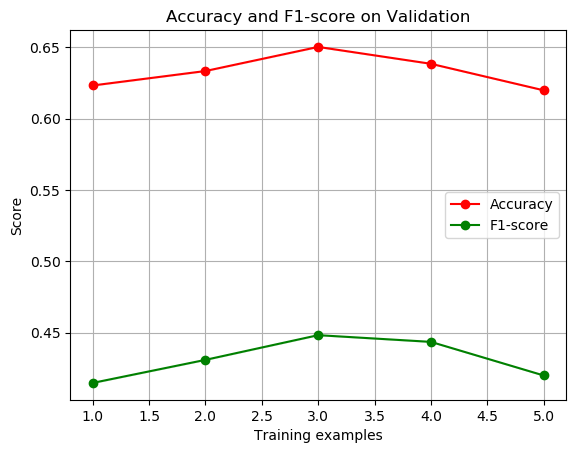 Accuracy and F1-score on Validation
0.65
0.60
0.55
0.50
0.45
Score
Accuracy
F1-score
1.0 1.5 2.0 2.5 3.0 3.5 4.0 4.5 5.0
Training examples